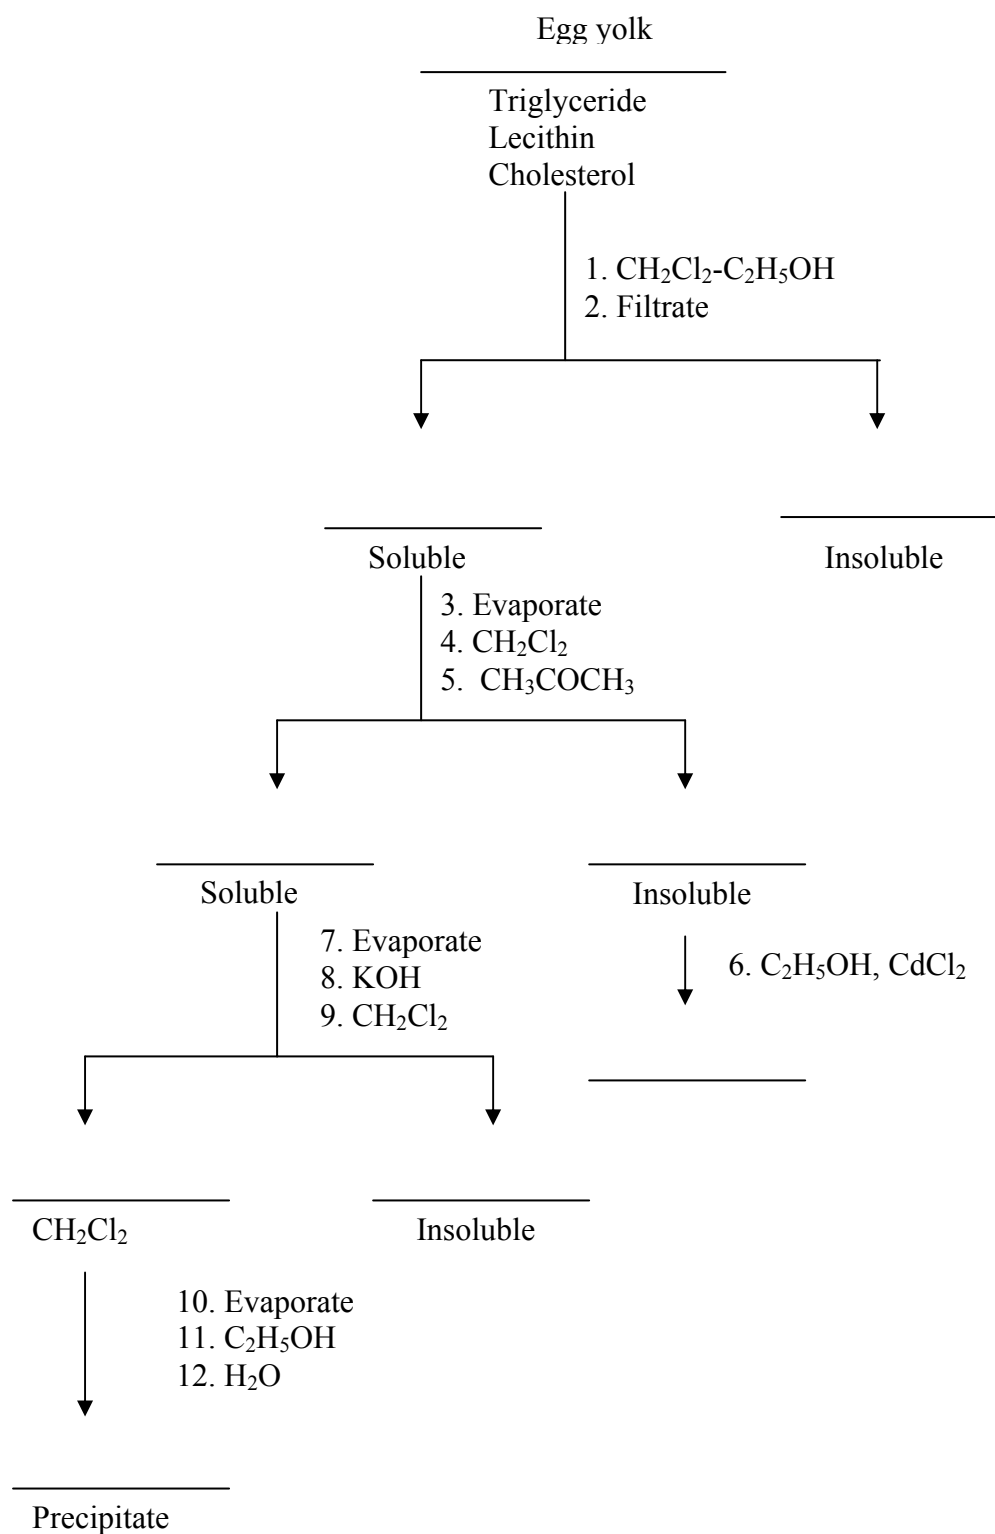 Egg yolk
Triglyceride
Lecithin
Cholesterol
1. CH₂Cl₂-C₂H₅OH
2. Filtrate
Soluble
Insoluble
3. Evaporate
4. CH₂Cl₂
5. CH₃COCH₃
Soluble
Insoluble
7. Evaporate
8. KOH
9. CH₂Cl₂
6. C₂H₅OH, CdCl₂
CH₂Cl₂
Insoluble
10. Evaporate
11. C₂H₅OH
12. H₂O
Precipitate